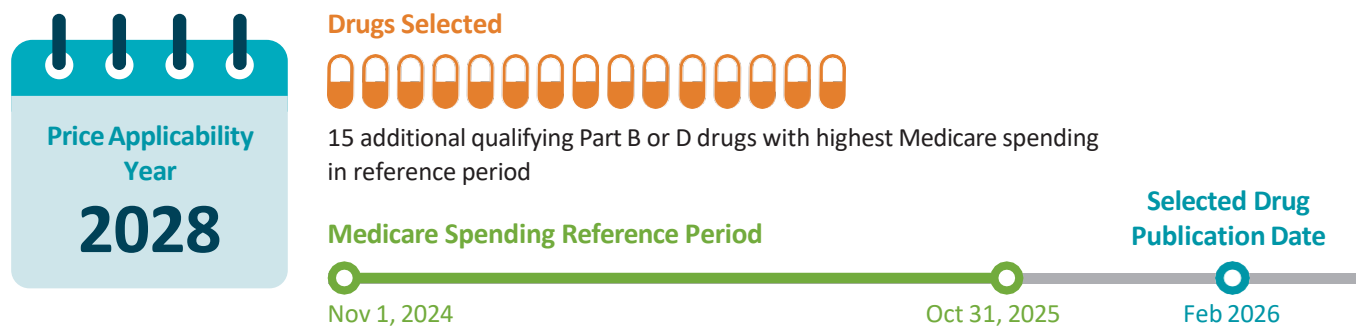 Price Applicability
Year
2028
Drugs Selected
15 additional qualifying Part B or D drugs with highest Medicare spending
in reference period
Medicare Spending Reference Period
Nov 1, 2024
Oct 31, 2025
Selected Drug
Publication Date
Feb 2026